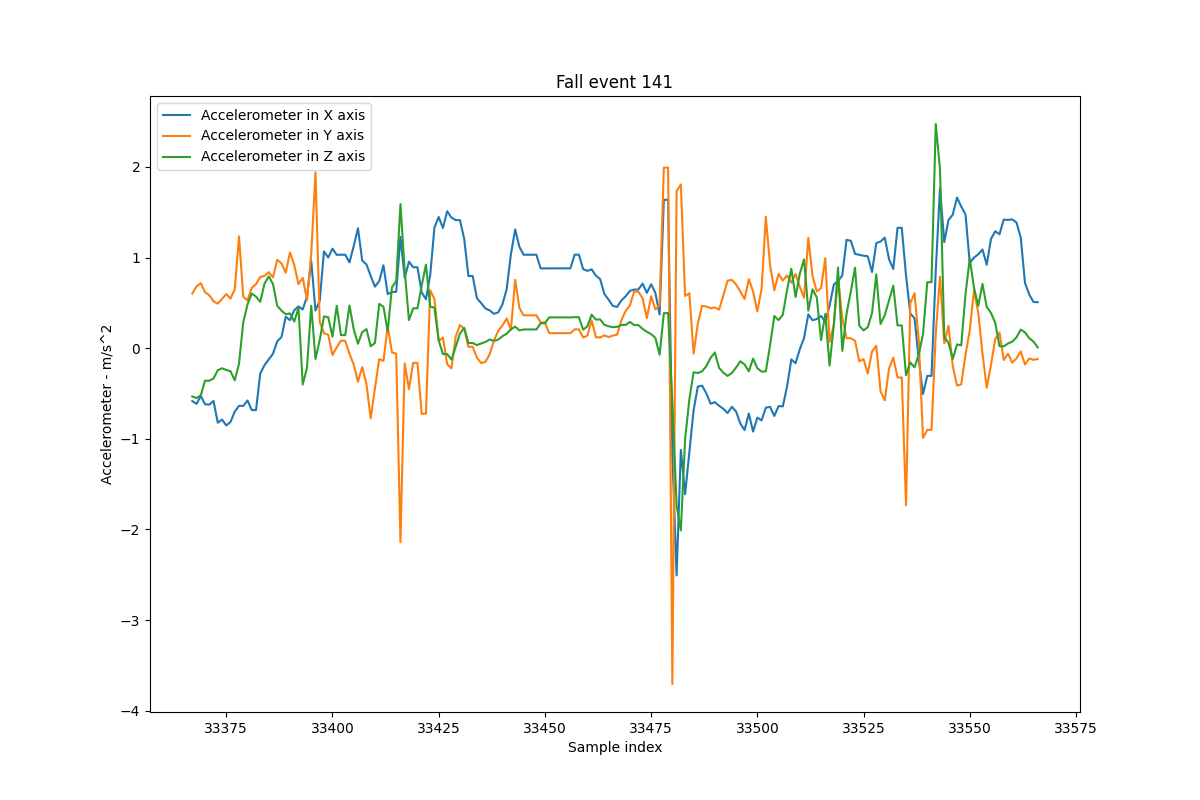 Fall event 141
Accelerometer in X axis
Accelerometer in Y axis
Accelerometer in Z axis
Accelerometer - m/s^2
2
1
0
−1
−2
−3
−4
33375 33400 33425 33450 33475 33500 33525 33550 33575
Sample index